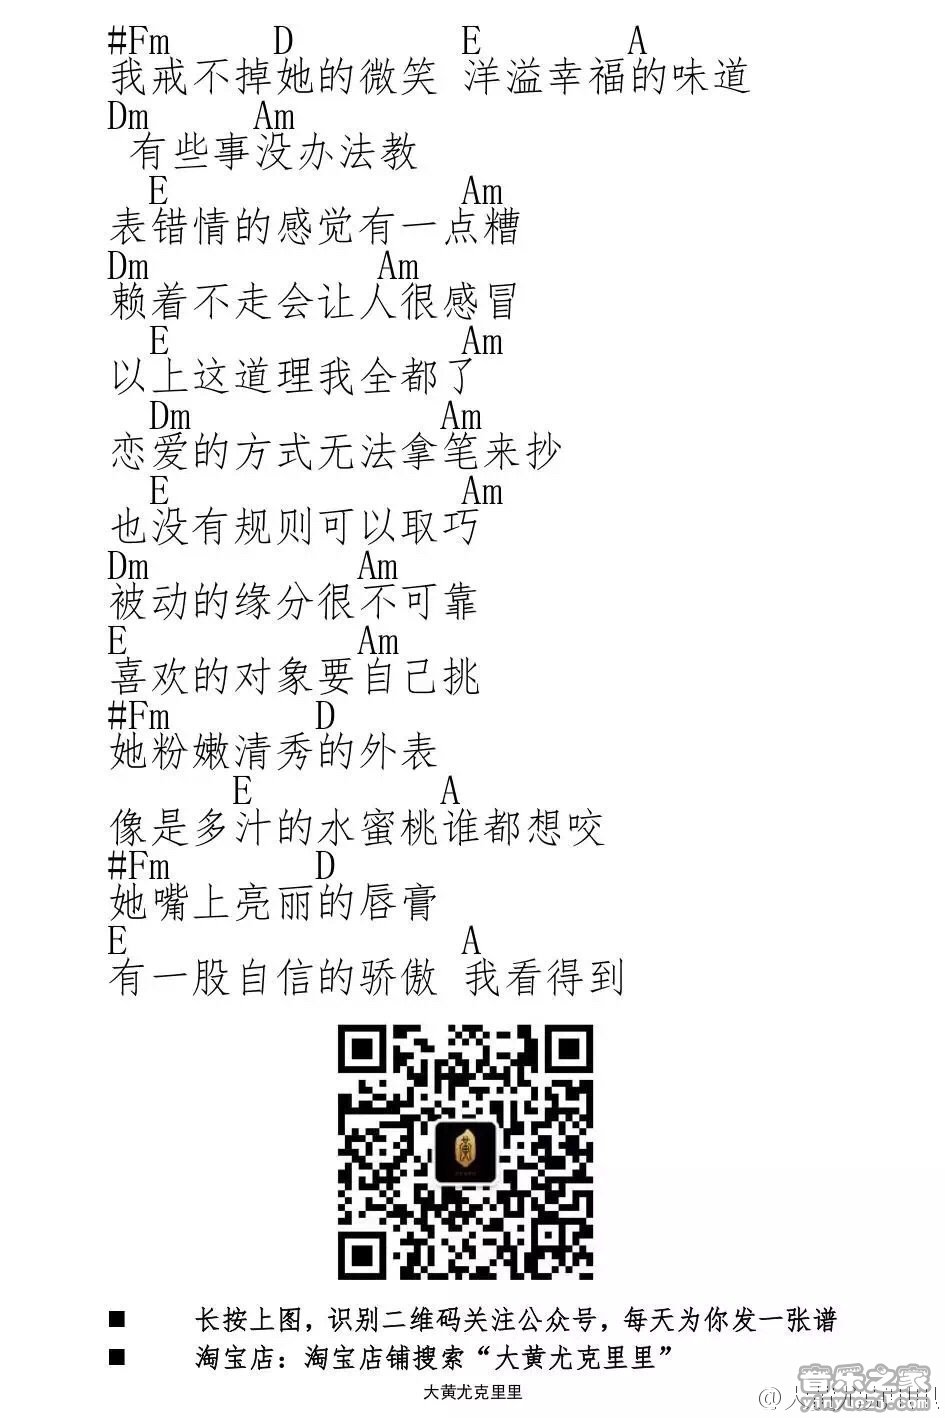 #Fm D E A
我戒不掉她的微笑 洋溢幸福的味道
Dm Am
有些事没办法教
E Am
表错情的感觉有一点糟
Dm Am
赖着不走会让人很感冒
E Am
以上这道理我全都了
Dm Am
恋爱的方式无法拿笔来抄
E Am
也没有规则可以取巧
Dm Am
被动的缘分很不可靠
E Am
喜欢的对象要自己挑
#Fm D
她粉嫩清秀的外表
E A
像是多汁的水蜜桃谁都想咬
#Fm D
她嘴上亮丽的唇膏
E A
有一股自信的骄傲 我看得到
■ 长按上图，识别二维码关注公众号，每天为你发一张谱
■ 淘宝店：淘宝店铺搜索“大黄尤克里里”
大黄尤克里里
音乐之家